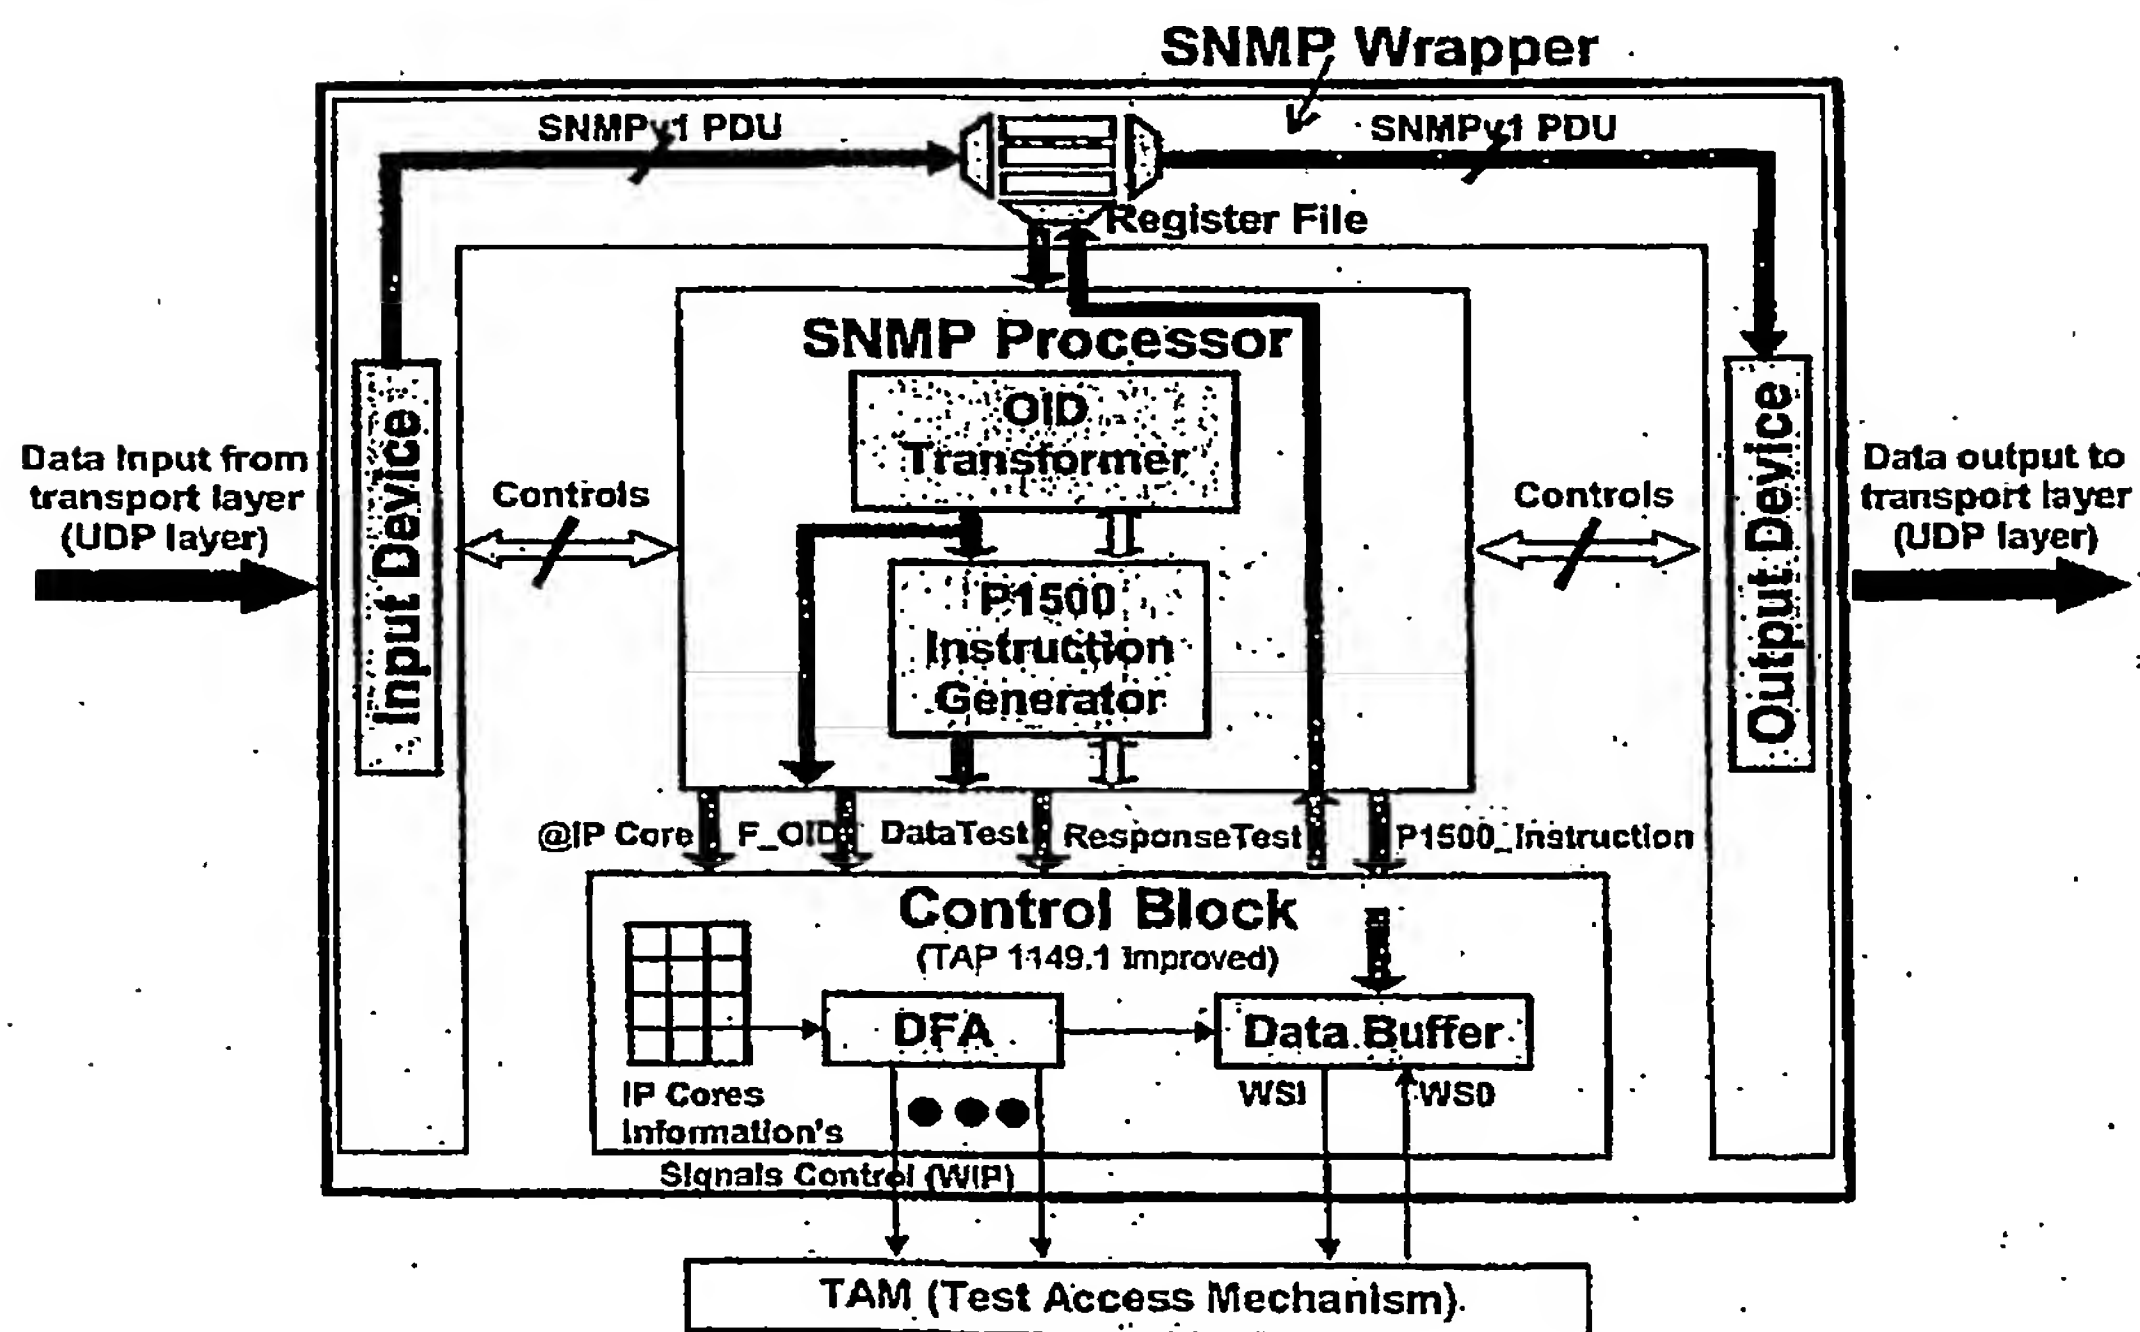 SNMP Wrapper
SNMPv1 PDU
SNMPv1 PDU
Register File
SNMP Processor
OID
Transformer
Data Input from
transport layer
(UDP layer)
Input Device
Controls
Controls
Output Device
Data output to
transport layer
(UDP layer)
P1500
Instruction
Generator
@IP Core
F_OID
DataTest
ResponseTest
P1500_Instruction
Control Block
(TAP 1149.1 Improved)
DFA
Data Buffer
IP Cores
Information's
WSI
WSO
Signals Control (WIP)
TAM (Test Access Mechanism)